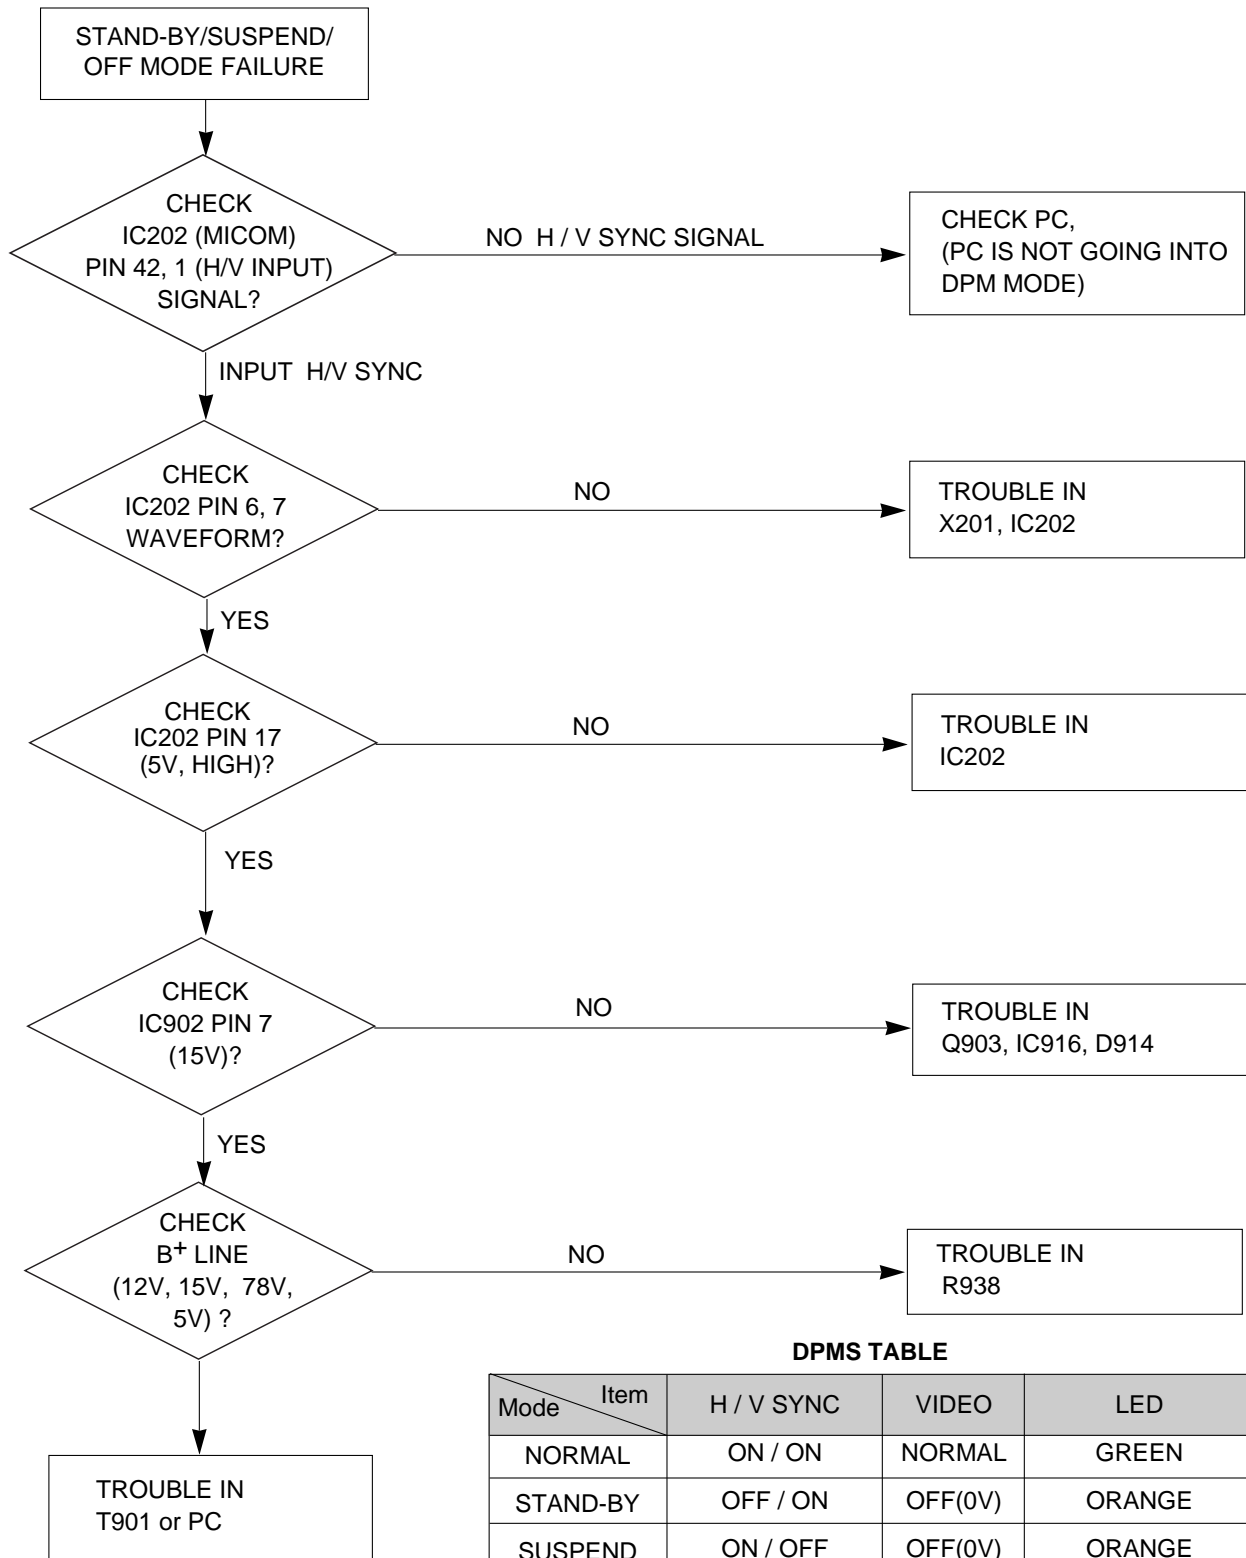 STAND-BY/SUSPEND/
OFF MODE FAILURE
CHECK
IC202 (MICOM)
PIN 42, 1 (H/V INPUT)
SIGNAL?
NO H / V SYNC SIGNAL
CHECK PC,
(PC IS NOT GOING INTO
DPM MODE)
INPUT H/V SYNC
CHECK
IC202 PIN 6, 7
WAVEFORM?
NO
TROUBLE IN
X201, IC202
YES
CHECK
IC202 PIN 17
(5V, HIGH)?
NO
TROUBLE IN
IC202
YES
CHECK
IC902 PIN 7
(15V)?
NO
TROUBLE IN
Q903, IC916, D914
YES
CHECK
B+ LINE
(12V, 15V, 78V,
5V) ?
NO
TROUBLE IN
R938
TROUBLE IN
T901 or PC
DPMS TABLE
Mode Item H / V SYNC VIDEO LED
NORMAL ON / ON NORMAL GREEN
STAND-BY OFF / ON OFF(0V) ORANGE
SUSPEND ON / OFF OFF(0V) ORANGE